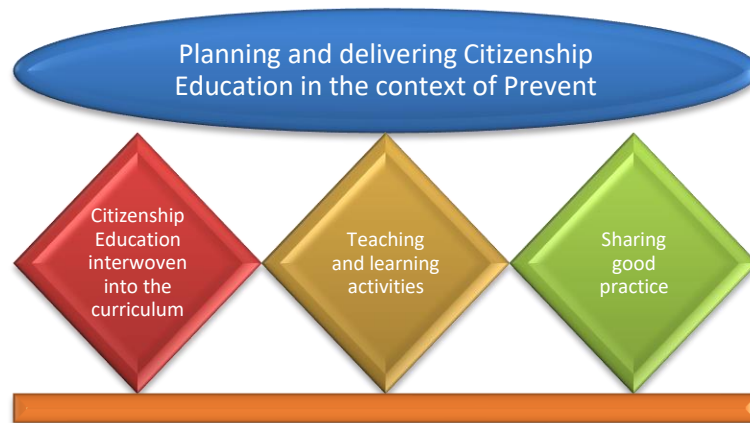 Planning and delivering Citizenship
Education in the context of Prevent
Citizenship
Education
interwoven
into the
curriculum
Teaching
and learning
activities
Sharing
good
practice